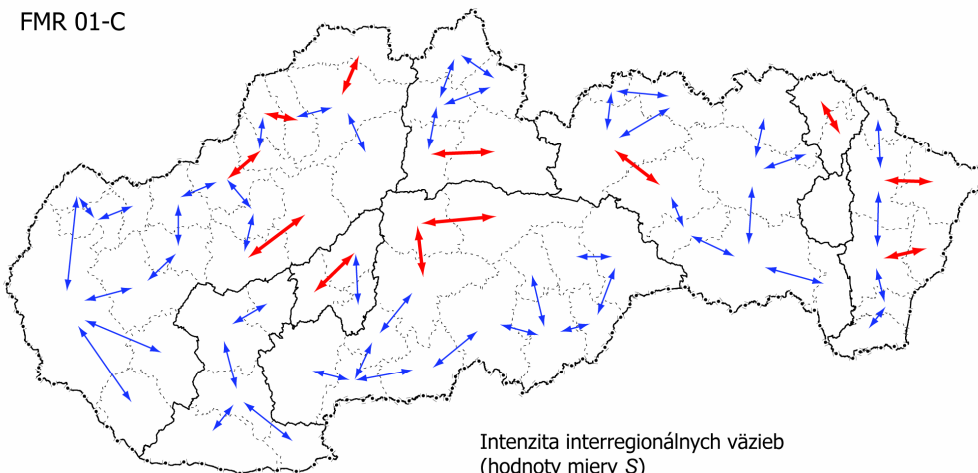 FMR 01-C
Intenzita interregionálnych väzieb
(hodnoty miery S)